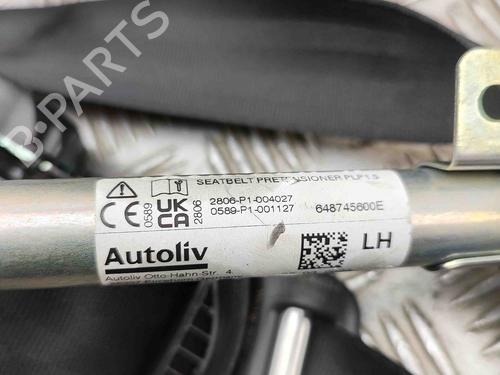 B-PARTS
SEATBELT PRETENSIONER PLP1.5
CE 0589 UK CA 2806
2806-P1-004027
0589-P1-001127
648745600E
Autoliv
LH
Autoliv Otto-Hahn-Str. 4,